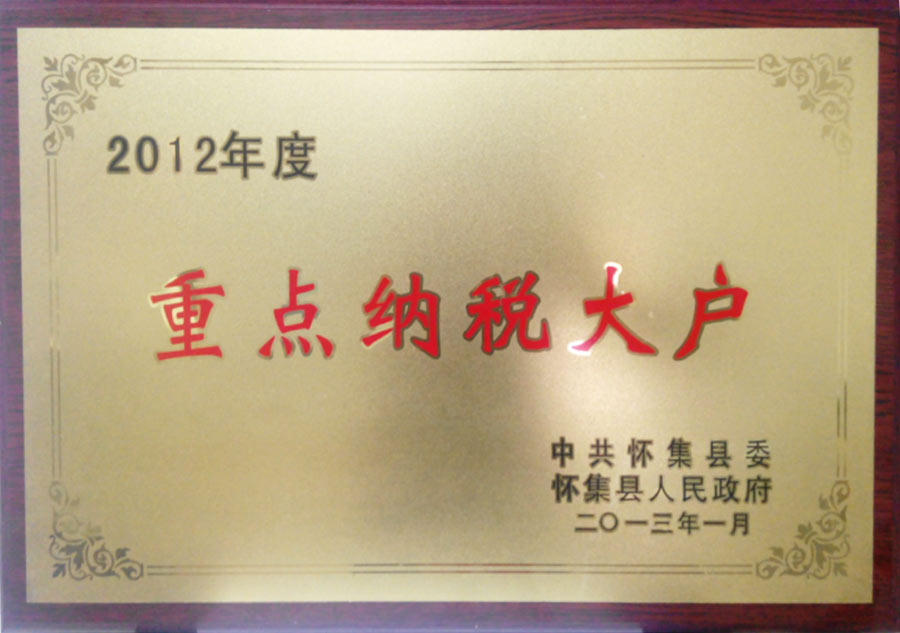 2012年度
重点纳税大户
中共怀集县委
怀集县人民政府
二〇一三年一月